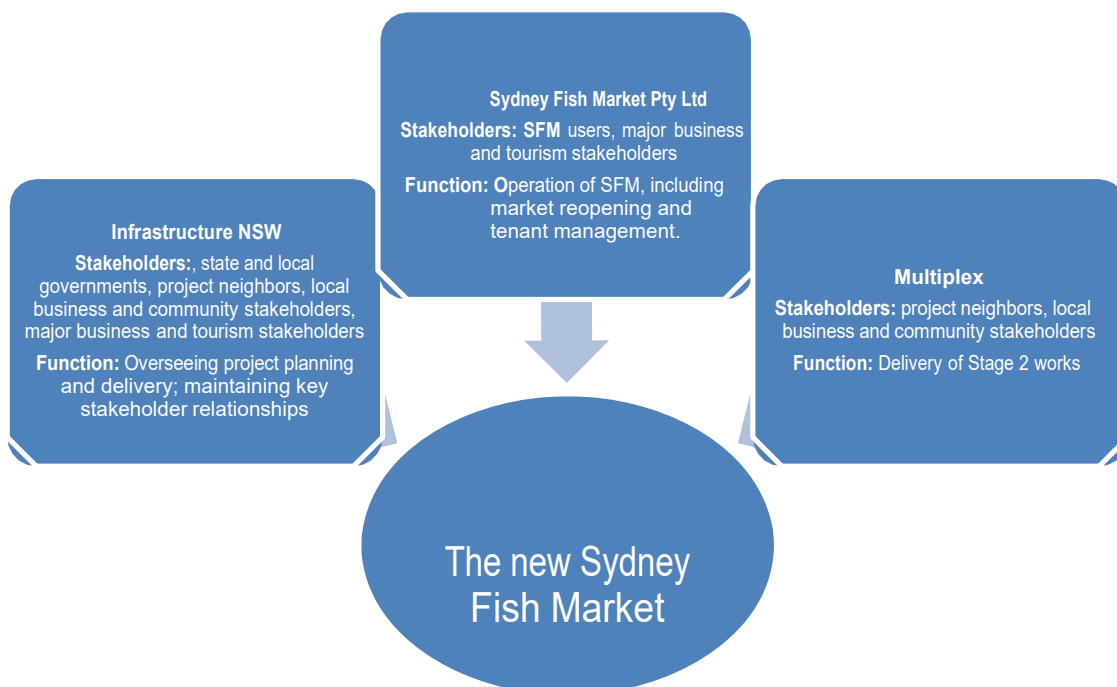 Sydney Fish Market Pty Ltd
Stakeholders: SFM users, major business
and tourism stakeholders
Function: Operation of SFM, including
market reopening and
tenant management.
Infrastructure NSW
Stakeholders:, state and local
governments, project neighbors, local
business and community stakeholders,
major business and tourism stakeholders
Function: Overseeing project planning
and delivery; maintaining key
stakeholder relationships
Multiplex
Stakeholders: project neighbors, local
business and community stakeholders
Function: Delivery of Stage 2 works
The new Sydney
Fish Market